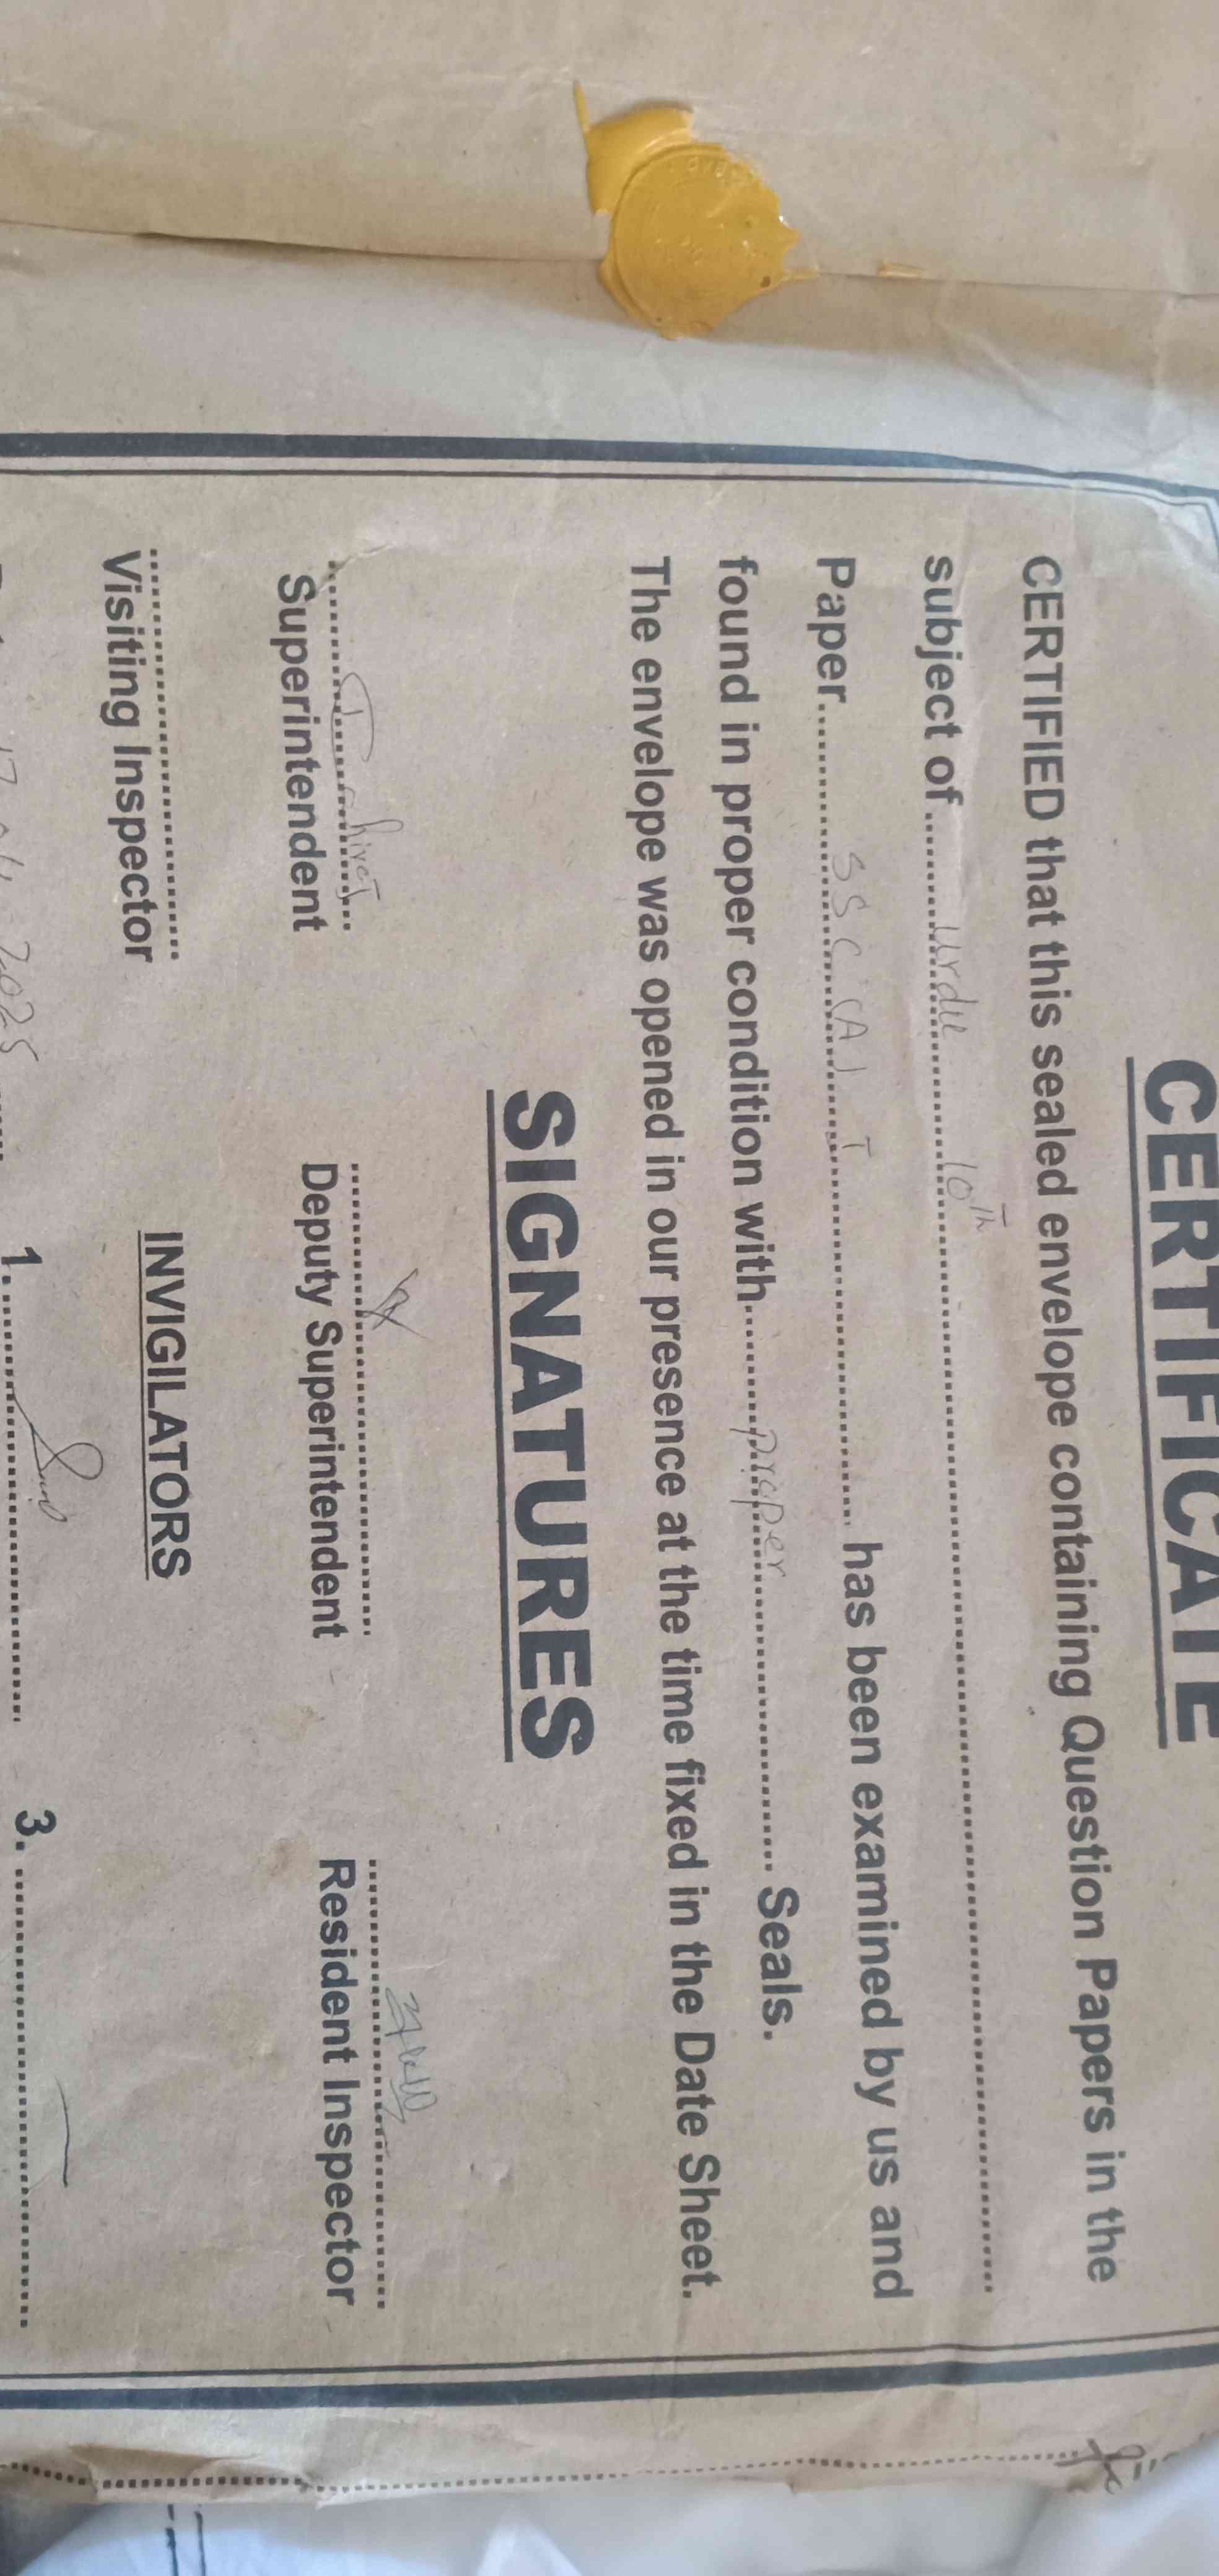 CERTIFICATE
CERTIFIED that this sealed envelope containing Question Papers in the
subject of..........Urdu..........10th..........
Paper..........SSC (A) I.......... has been examined by us and
found in proper condition with..........proper.......... Seals.
The envelope was opened in our presence at the time fixed in the Date Sheet.
SIGNATURES
Superintendent Deputy Superintendent Resident Inspector
Visiting Inspector INVIGILATORS
2025 1. 3.